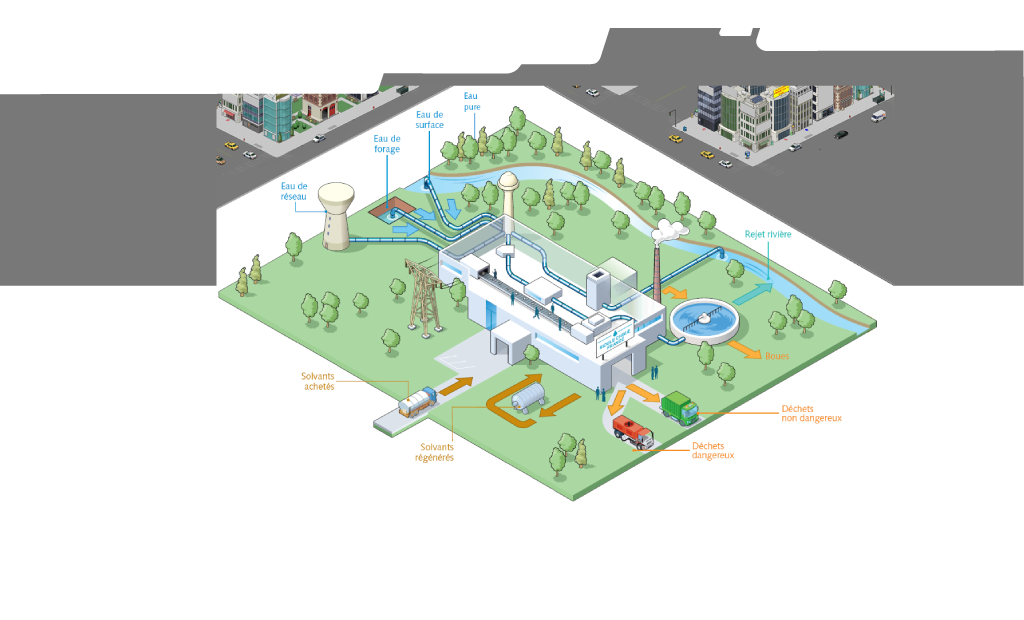 Eau
pure
Eau de
surface
Eau de
forage
Eau de
réseau
Rejet rivière
Boues
Solvants
achetés
Solvants
régénérés
Déchets
non dangereux
Déchets
dangereux